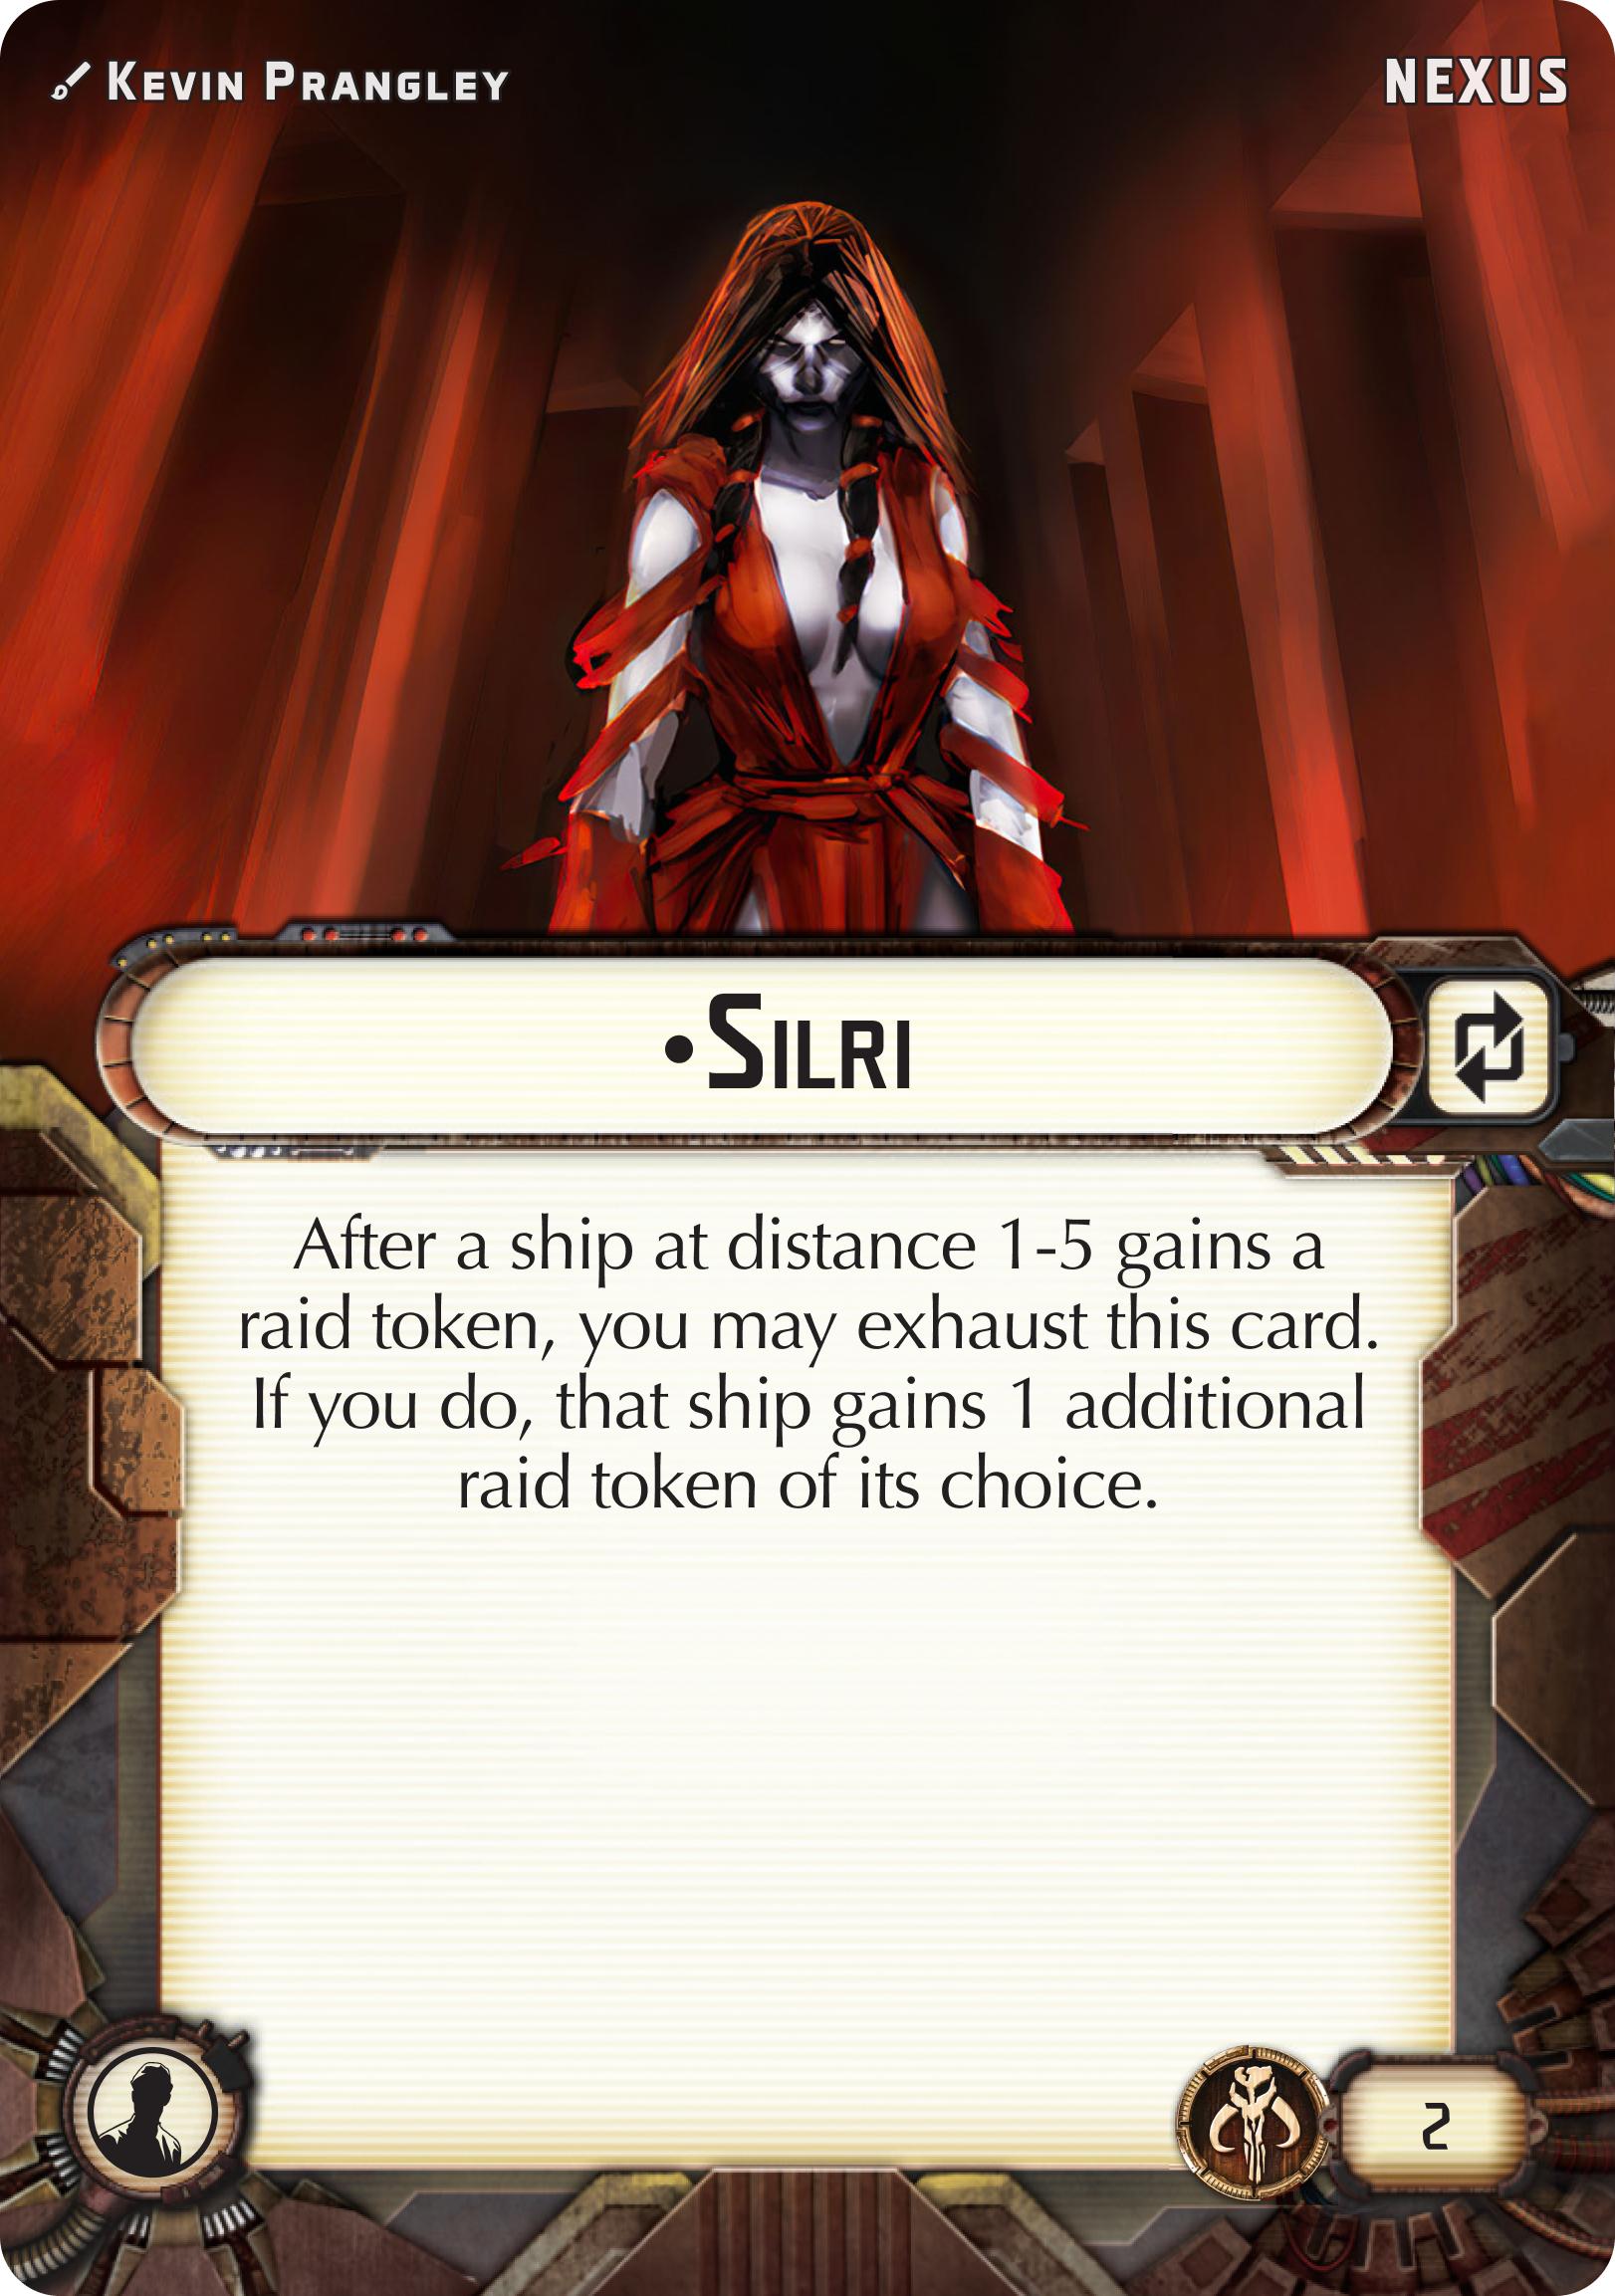 Kevin Prangley
NEXUS
•Silri
After a ship at distance 1-5 gains a
raid token, you may exhaust this card.
If you do, that ship gains 1 additional
raid token of its choice.
2